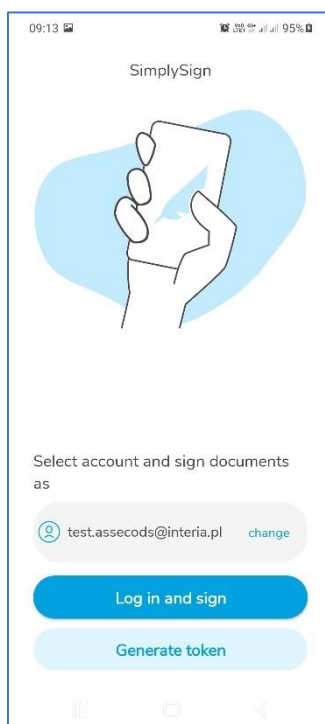 09:13 95%
SimplySign
Select account and sign documents
as
test.assecods@interia.pl change
Log in and sign
Generate token